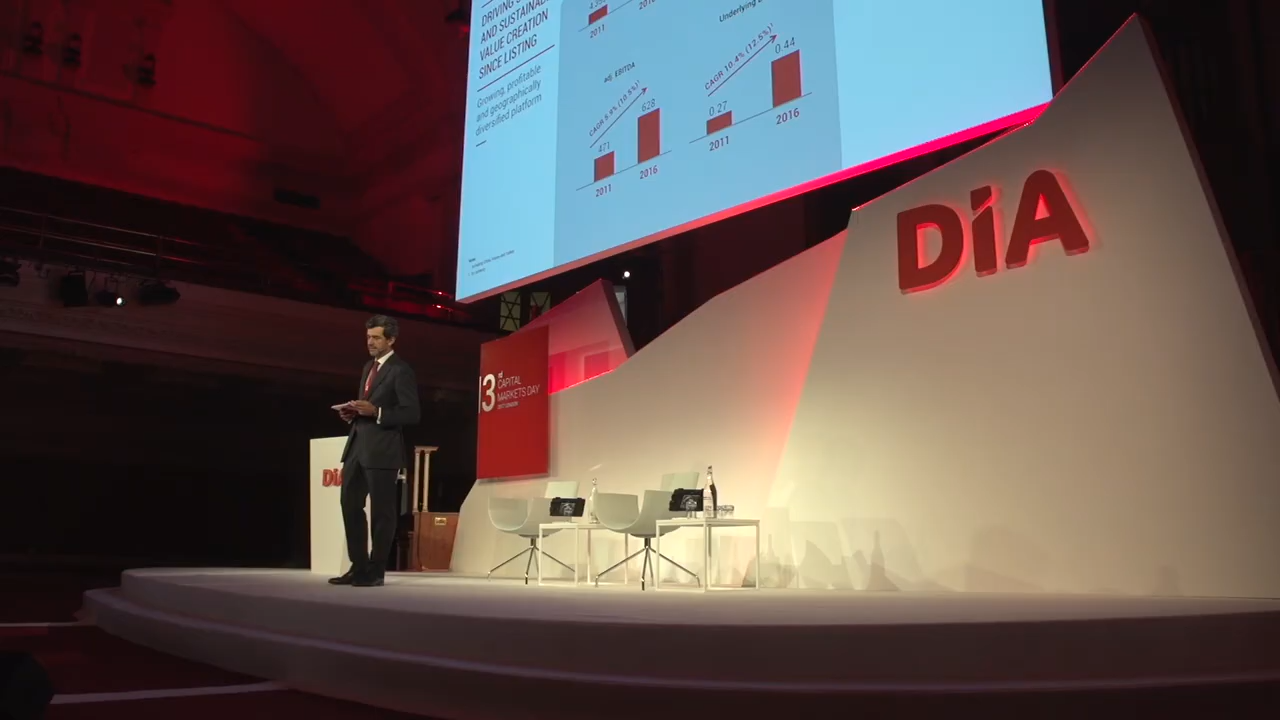 DRIVING
AND SUSTAINAB
VALUE CREATION
SINCE LISTING
Growing, profitable
and geographically
diversified platform
2011
Underlying
adj. EBITDA
CAGR 5.9% (10.5%)
471
628
2011
2016
CAGR 10.4% (12.5%)
0.27
0.44
2011
2016
DiA
3rd
CAPITAL
MARKETS DAY
DiA